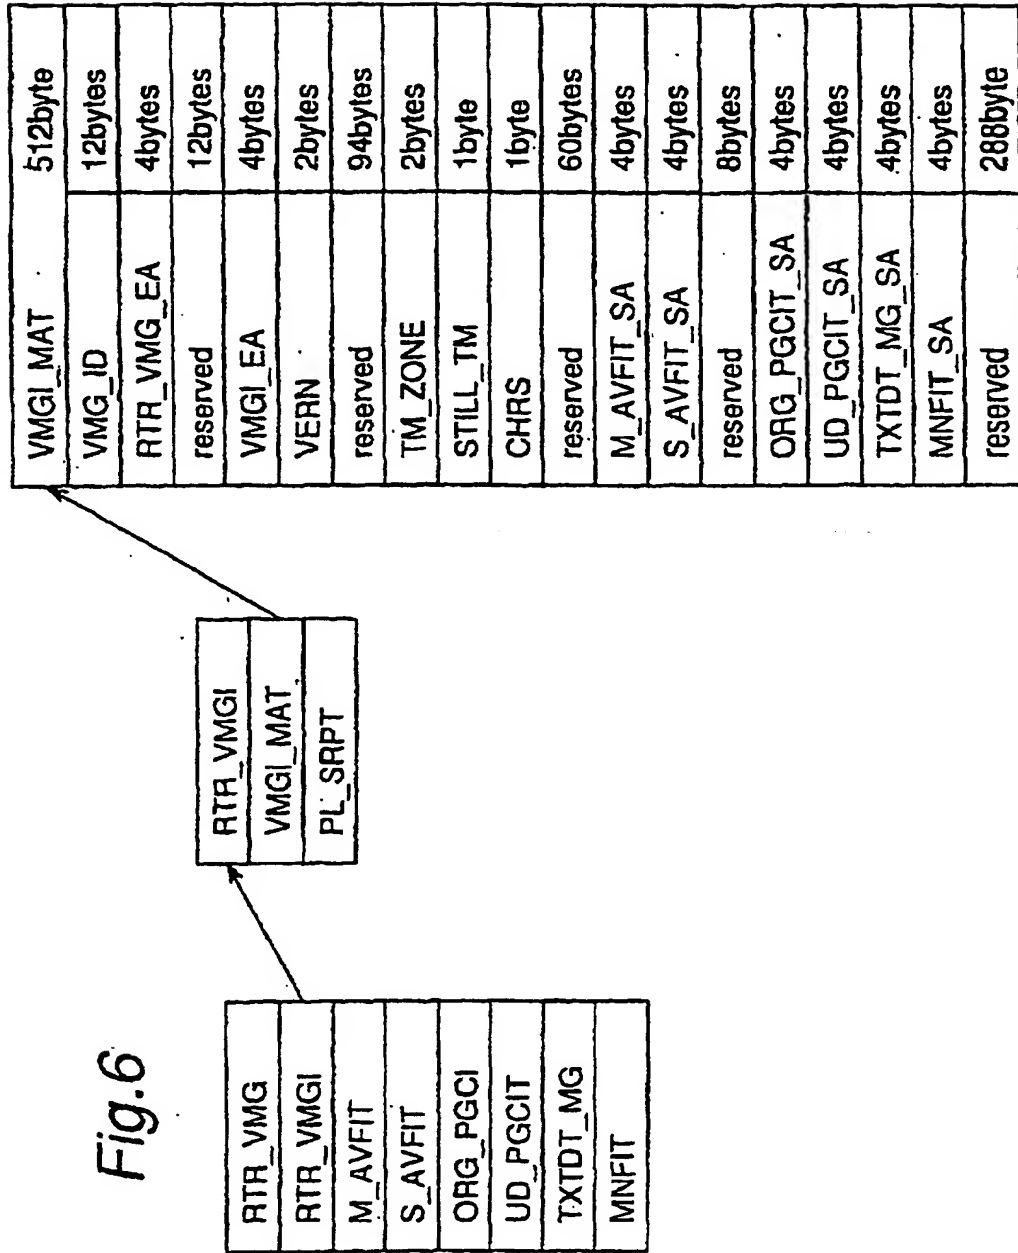 Fig.6
RTR_VMG
RTR_VMGI
M_AVFIT
S_AVFIT
ORG_PGCI
UD_PGCIT
TXTDT_MG
MNFIT
RTR_VMGI
VMGI_MAT
PL_SRPT
VMGI_MAT 512byte
VMG_ID 12bytes
RTR_VMG_EA 4bytes
reserved 12bytes
VMGI_EA 4bytes
VERN 2bytes
reserved 94bytes
TM_ZONE 2bytes
STILL_TM 1byte
CHRS 1byte
reserved 60bytes
M_AVFIT_SA 4bytes
S_AVFIT_SA 4bytes
reserved 8bytes
ORG_PGCIT_SA 4bytes
UD_PGCIT_SA 4bytes
TXTDT_MG_SA 4bytes
MNFIT_SA 4bytes
reserved 288byte